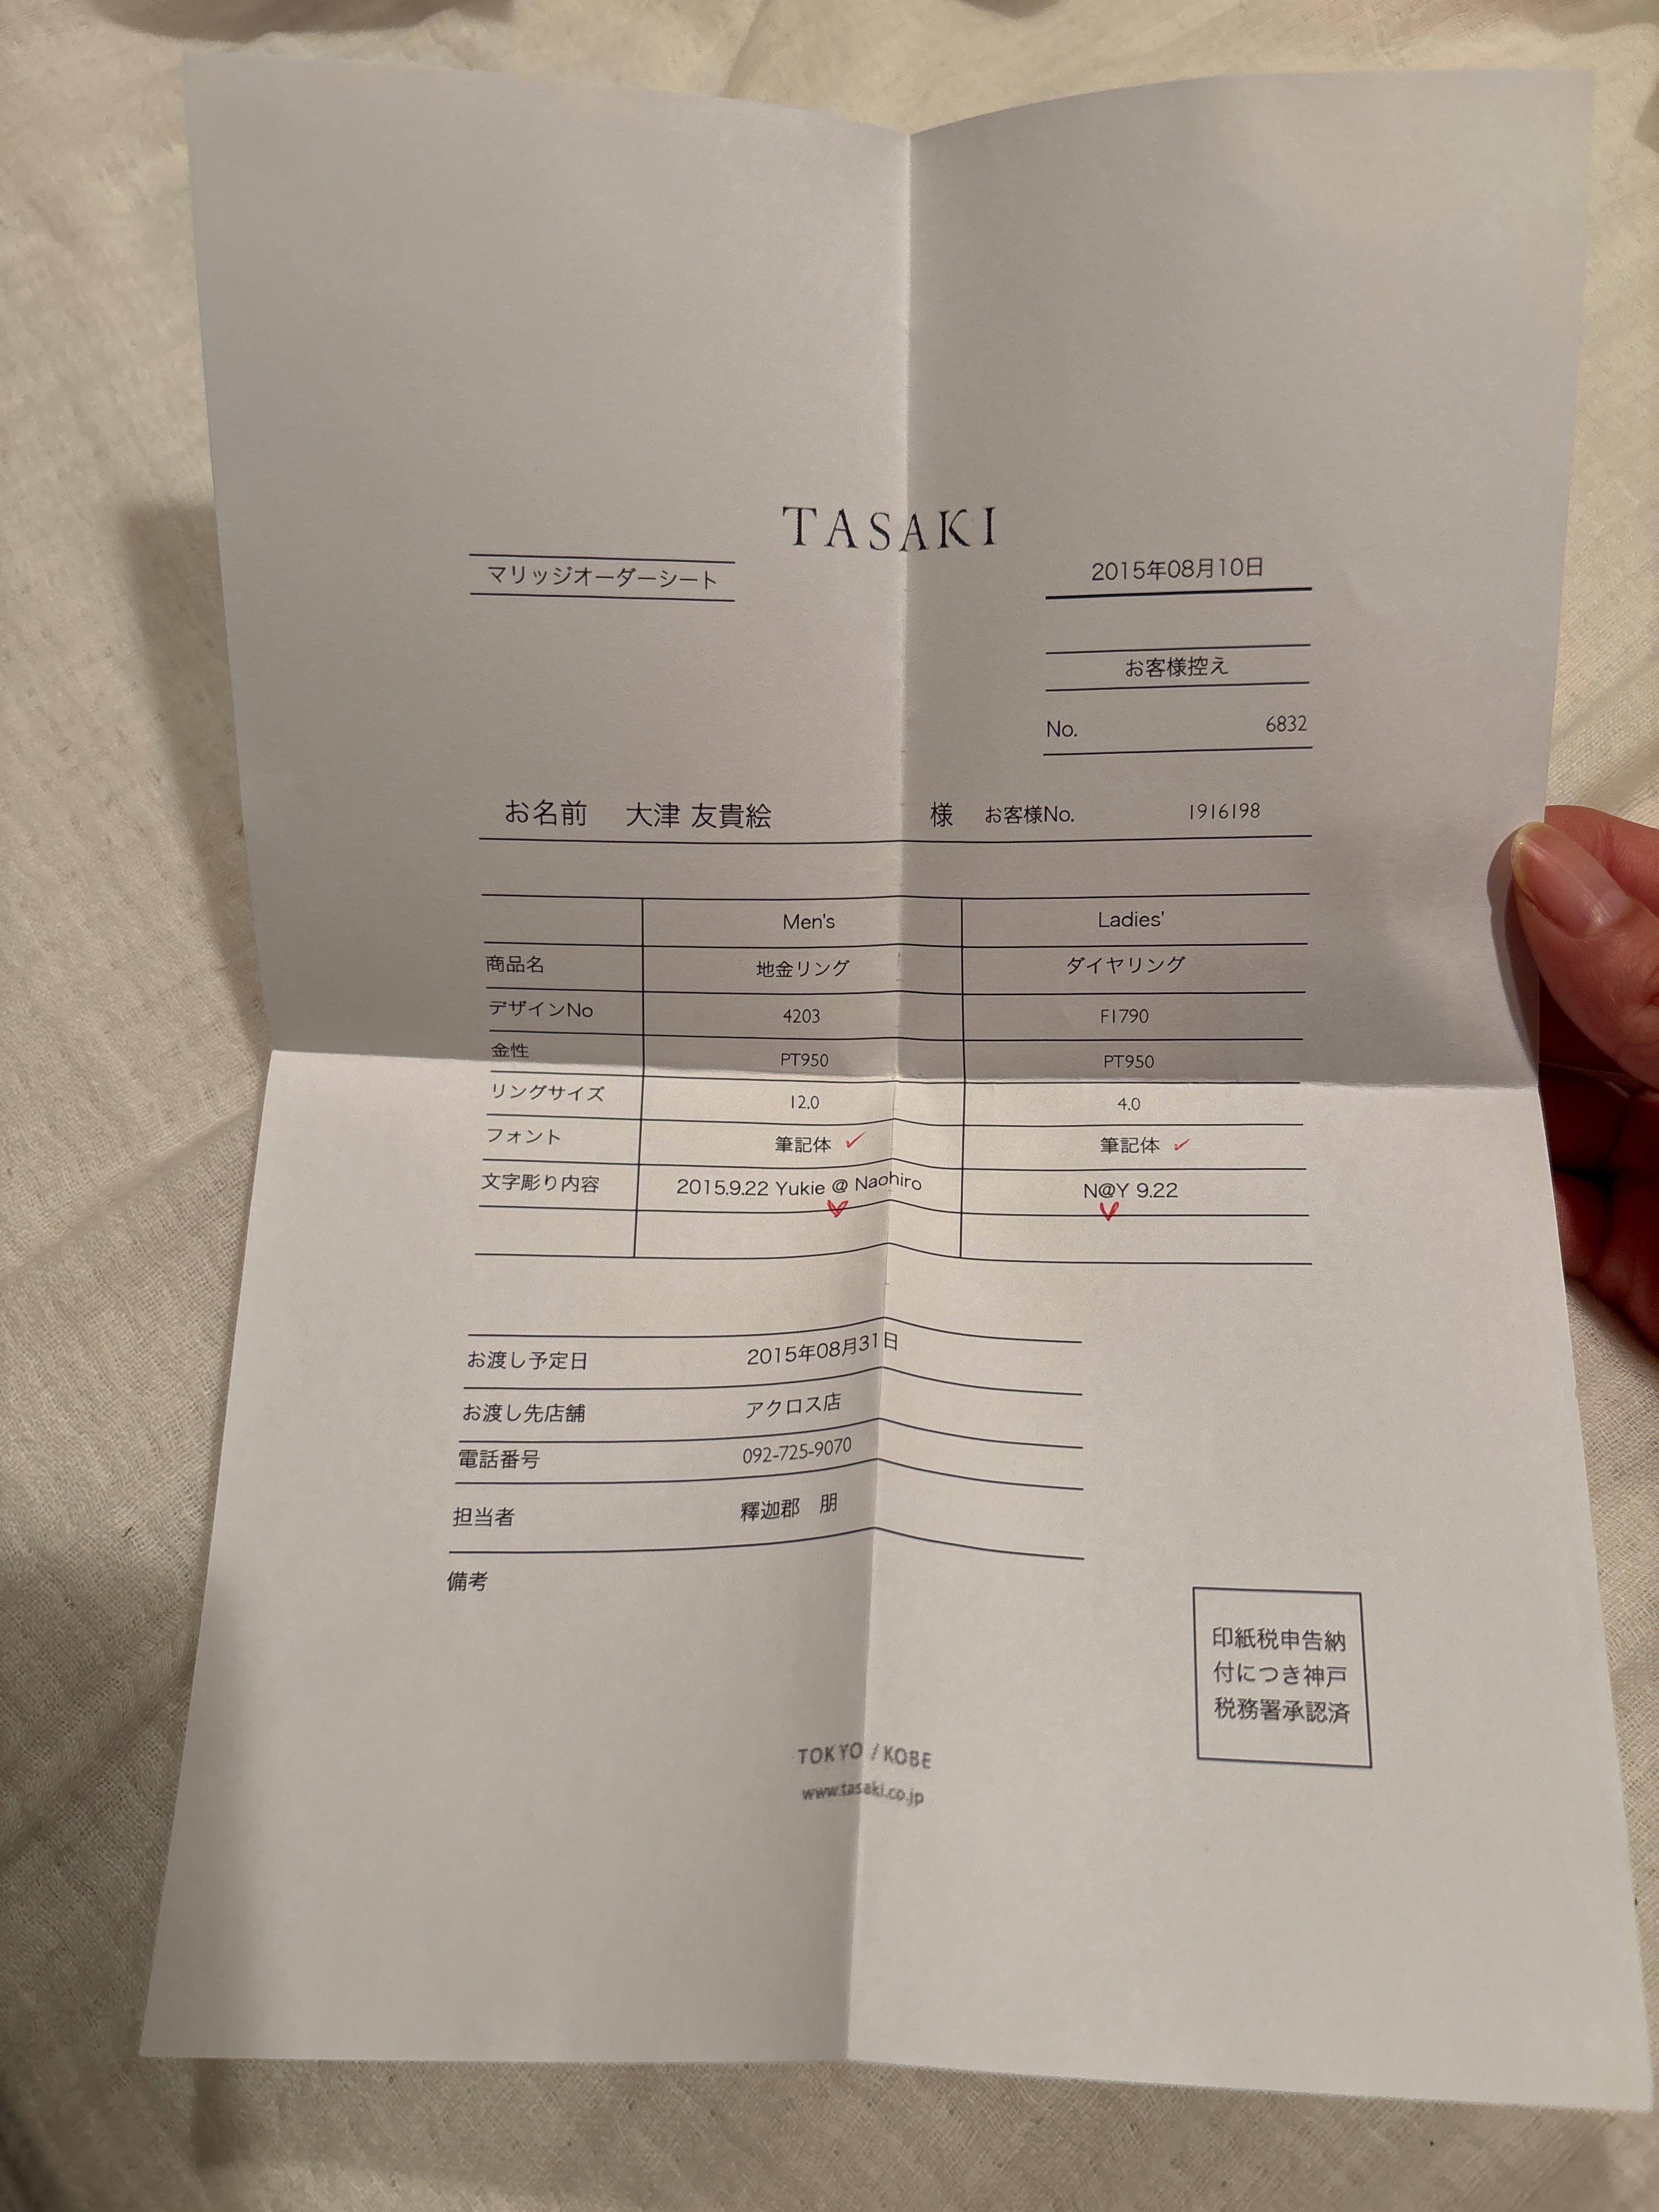 TASAKI
マリッジオーダーシート
2015年08月10日
お客様控え
No. 6832
お名前 大津 友貴絵 様 お客様No. 1916198
Men's Ladies'
商品名 地金リング ダイヤリング
デザインNo 4203 F1790
金性 PT950 PT950
リングサイズ 12.0 4.0
フォント 筆記体 ✓ 筆記体 ✓
文字彫り内容 2015.9.22 Yukie @ Naohiro N@Y 9.22
お渡し予定日 2015年08月31日
お渡し先店舗 アクロス店
電話番号 092-725-9070
担当者 釋迦郡 朋
備考
印紙税申告納
付につき神戸
税務署承認済
TOKYO / KOBE
www.tasaki.co.jp